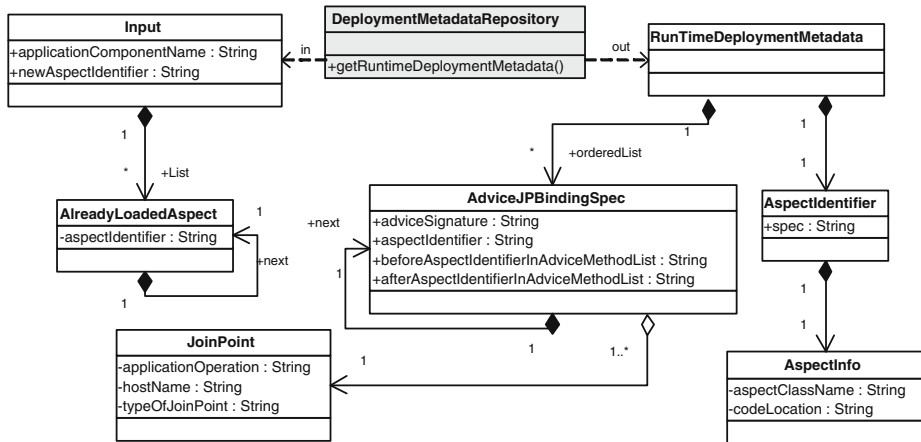 DeploymentMetadataRepository
+getRuntimeDeploymentMetadata()
Input
+applicationComponentName : String
+newAspectIdentifier : String
in
out
RunTimeDeploymentMetadata
1
*
+List
1
*
+orderedList
1
1
AlreadyLoadedAspect
-aspectIdentifier : String
1
+next
1
AdviceJPBindingSpec
+adviceSignature : String
+aspectIdentifier : String
+beforeAspectIdentifierInAdviceMethodList : String
+afterAspectIdentifierInAdviceMethodList : String
+next
1
1
1..*
1
AspectIdentifier
+spec : String
1
1
JoinPoint
-applicationOperation : String
-hostName : String
-typeOfJoinPoint : String
AspectInfo
-aspectClassName : String
-codeLocation : String